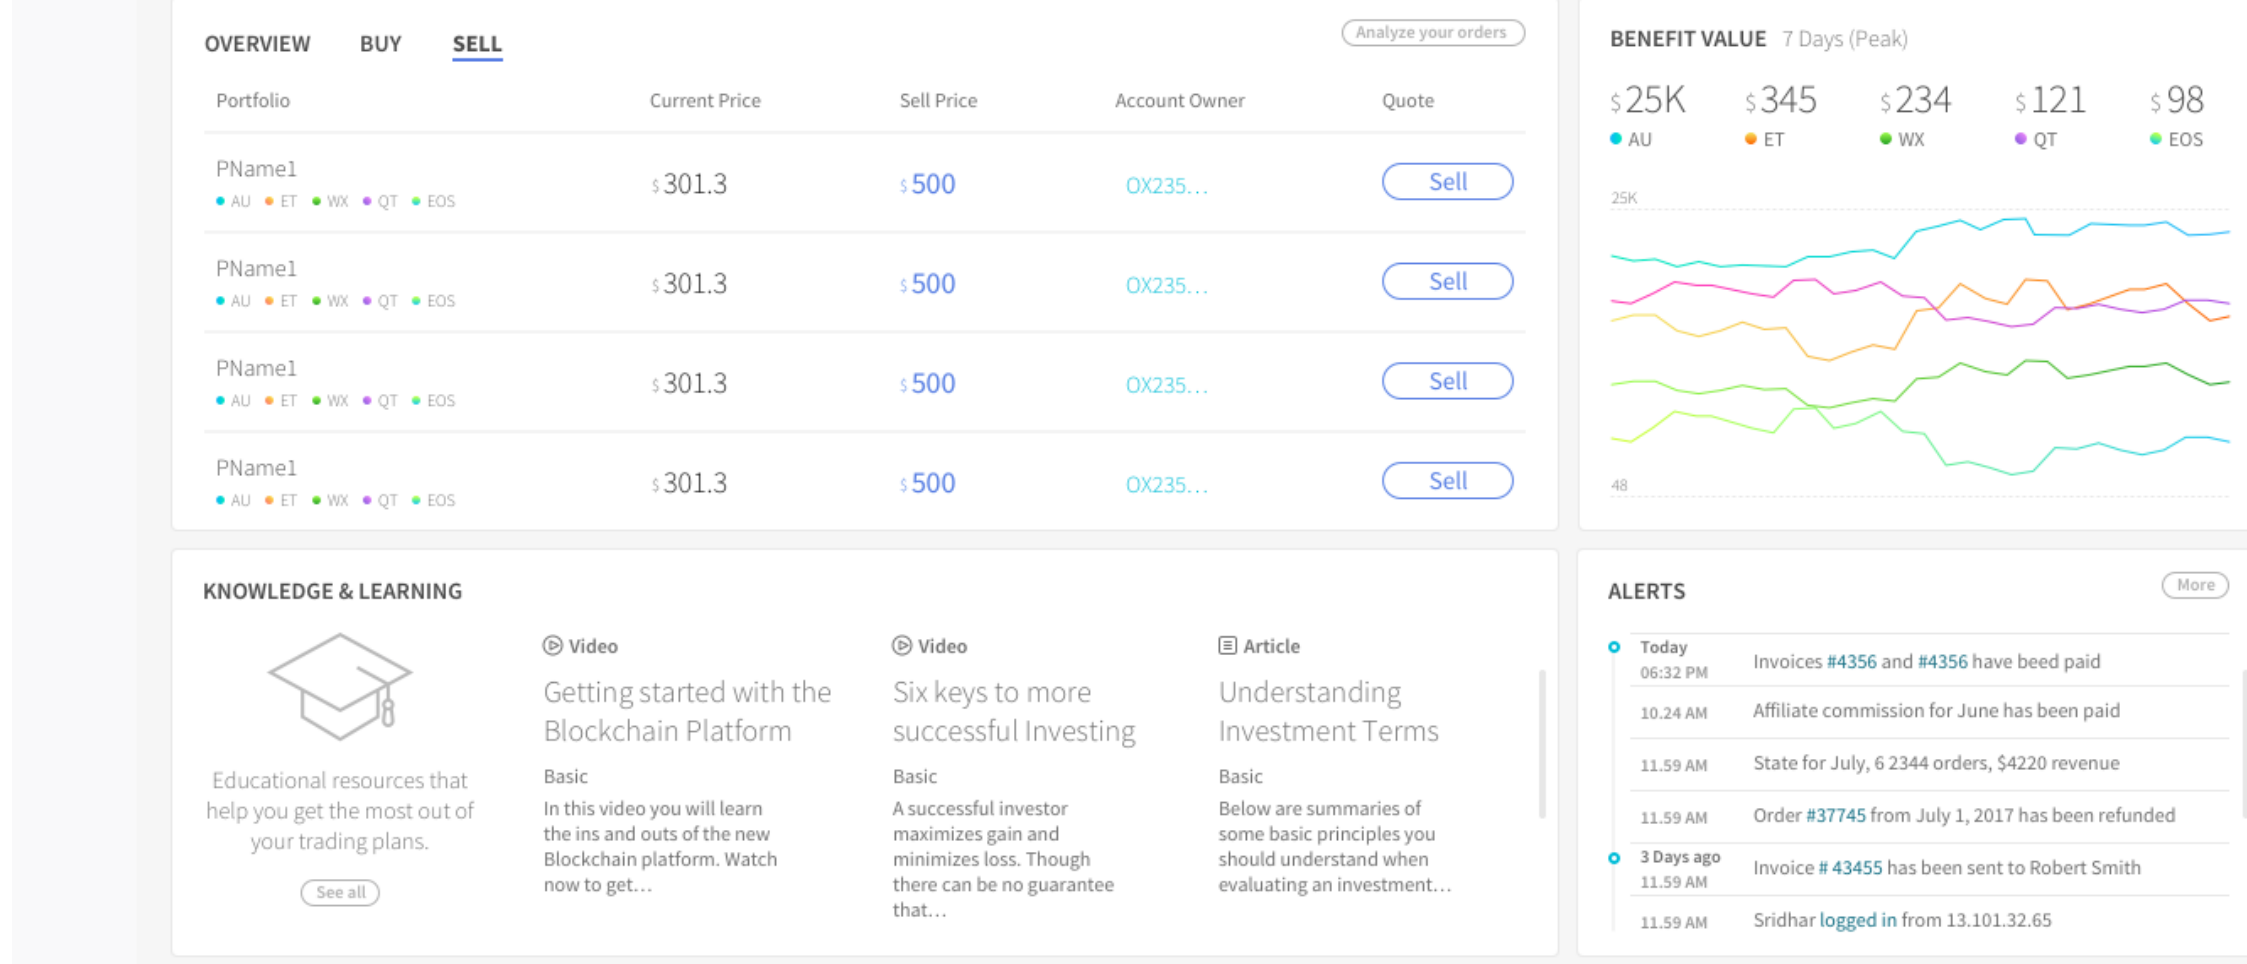 OVERVIEW BUY SELL Analyze your orders
Portfolio Current Price Sell Price Account Owner Quote
PName1
AU ET WX QT EOS
$ 301.3 $ 500 OX235... Sell
PName1
AU ET WX QT EOS
$ 301.3 $ 500 OX235... Sell
PName1
AU ET WX QT EOS
$ 301.3 $ 500 OX235... Sell
PName1
AU ET WX QT EOS
$ 301.3 $ 500 OX235... Sell
BENEFIT VALUE 7 Days (Peak)
$ 25K $ 345 $ 234 $ 121 $ 98
AU ET WX QT EOS
25K
48
KNOWLEDGE & LEARNING
Educational resources that
help you get the most out of
your trading plans.
See all
Video
Getting started with the
Blockchain Platform
Basic
In this video you will learn
the ins and outs of the new
Blockchain platform. Watch
now to get...
Video
Six keys to more
successful Investing
Basic
A successful investor
maximizes gain and
minimizes loss. Though
there can be no guarantee
that...
Article
Understanding
Investment Terms
Basic
Below are summaries of
some basic principles you
should understand when
evaluating an investment...
ALERTS More
Today
06:32 PM Invoices #4356 and #4356 have beed paid
10.24 AM Affiliate commission for June has been paid
11.59 AM State for July, 6 2344 orders, $4220 revenue
11.59 AM Order #37745 from July 1, 2017 has been refunded
3 Days ago
11.59 AM Invoice # 43455 has been sent to Robert Smith
11.59 AM Sridhar logged in from 13.101.32.65